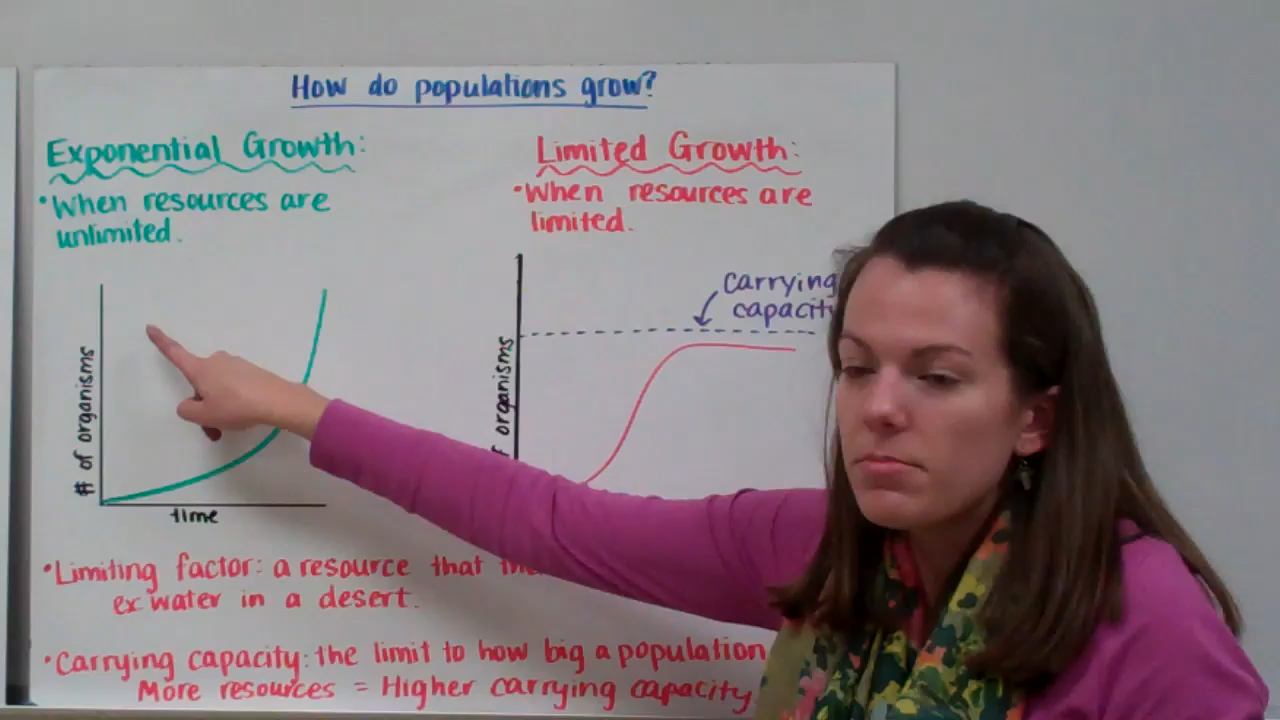 How do populations grow?
Exponential Growth:
•When resources are
unlimited.
# of organisms
time
Limited Growth:
•When resources are
limited.
Carrying
organisms
•Limiting factor: a resource that
ex water in a desert.
•Carrying capacity: the limit to how big a population
More resources = Higher carrying capacity